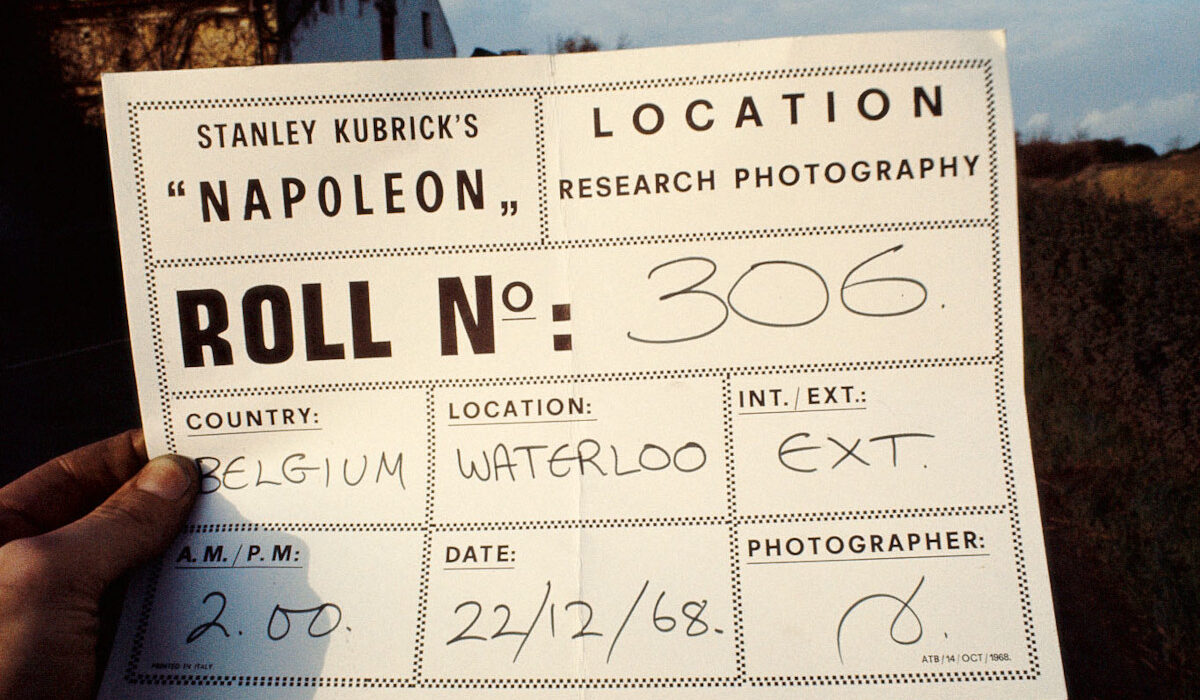 STANLEY KUBRICK'S
“NAPOLEON„
LOCATION
RESEARCH PHOTOGRAPHY
ROLL Nº: 306.
COUNTRY:
BELGIUM
LOCATION:
WATERLOO
INT./EXT.:
EXT.
A.M./P.M:
2.00.
DATE:
22/12/68.
PHOTOGRAPHER:
PRINTED IN ITALY
ATB/14/OCT/1968.